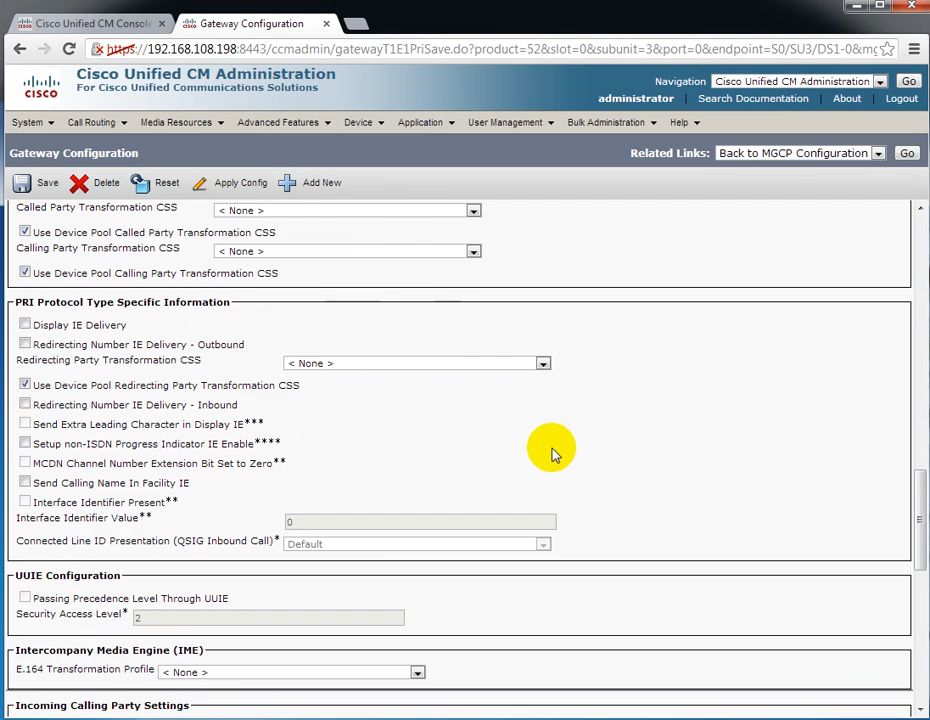 Cisco Unified CM Console
Gateway Configuration
https://192.168.108.198:8443/ccmadmin/gatewayT1E1PriSave.do?product=52&slot=0&subunit=3&port=0&endpoint=S0/SU3/DS1-0&mg
CISCO
Cisco Unified CM Administration
For Cisco Unified Communications Solutions
Navigation Cisco Unified CM Administration Go
administrator | Search Documentation | About | Logout
System Call Routing Media Resources Advanced Features Device Application User Management Bulk Administration Help
Gateway Configuration
Related Links: Back to MGCP Configuration Go
Save Delete Reset Apply Config Add New
Called Party Transformation CSS < None >
Use Device Pool Called Party Transformation CSS
Calling Party Transformation CSS < None >
Use Device Pool Calling Party Transformation CSS
PRI Protocol Type Specific Information
Display IE Delivery
Redirecting Number IE Delivery - Outbound
Redirecting Party Transformation CSS < None >
Use Device Pool Redirecting Party Transformation CSS
Redirecting Number IE Delivery - Inbound
Send Extra Leading Character in Display IE***
Setup non-ISDN Progress Indicator IE Enable****
MCDN Channel Number Extension Bit Set to Zero**
Send Calling Name In Facility IE
Interface Identifier Present**
Interface Identifier Value** 0
Connected Line ID Presentation (QSIG Inbound Call)* Default
UUIE Configuration
Passing Precedence Level Through UUIE
Security Access Level* 2
Intercompany Media Engine (IME)
E.164 Transformation Profile < None >
Incoming Calling Party Settings